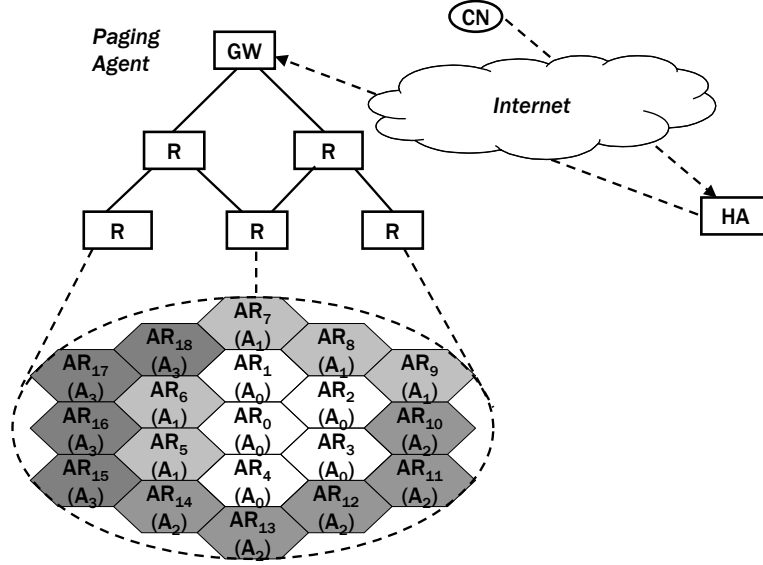 CN
Paging
Agent
GW
Internet
R R
HA
R R R
AR₇
(A₁)
AR₁₈
(A₃)
AR₈
(A₁)
AR₁₇
(A₃)
AR₁
(A₀)
AR₉
(A₁)
AR₆
(A₁)
AR₂
(A₀)
AR₁₆
(A₃)
AR₀
(A₀)
AR₁₀
(A₂)
AR₅
(A₁)
AR₃
(A₀)
AR₁₅
(A₃)
AR₄
(A₀)
AR₁₁
(A₂)
AR₁₄
(A₂)
AR₁₂
(A₂)
AR₁₃
(A₂)